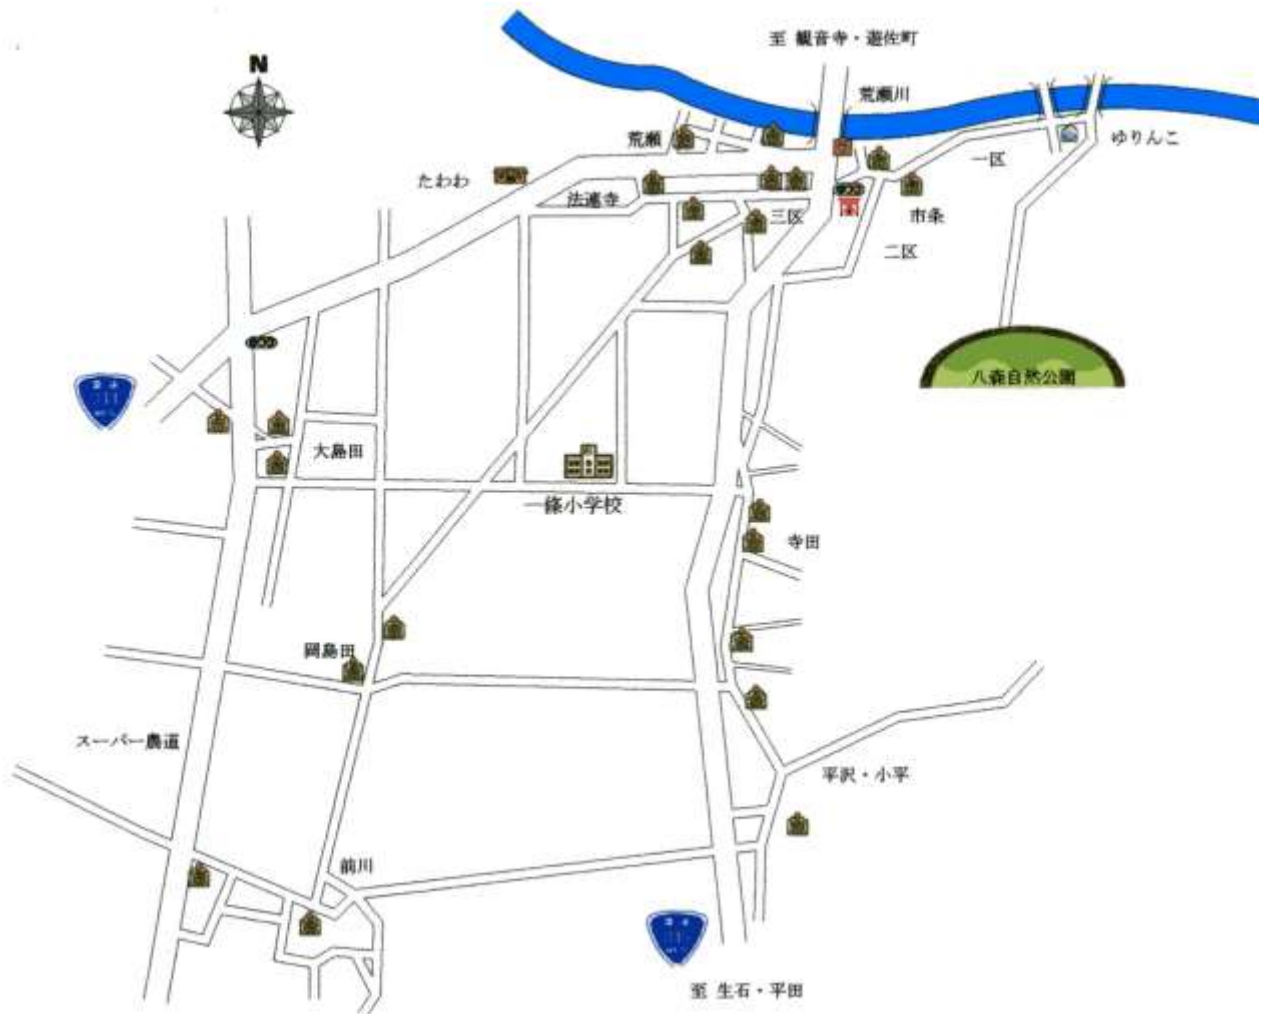 至 観音寺・遊佐町
N
荒瀬川
荒瀬
ゆりんこ
一区
たわわ
法連寺
三区
市条
二区
八森自然公園
大島田
一條小学校
寺田
岡島田
スーパー農道
平沢・小平
前川
至 生石・平田